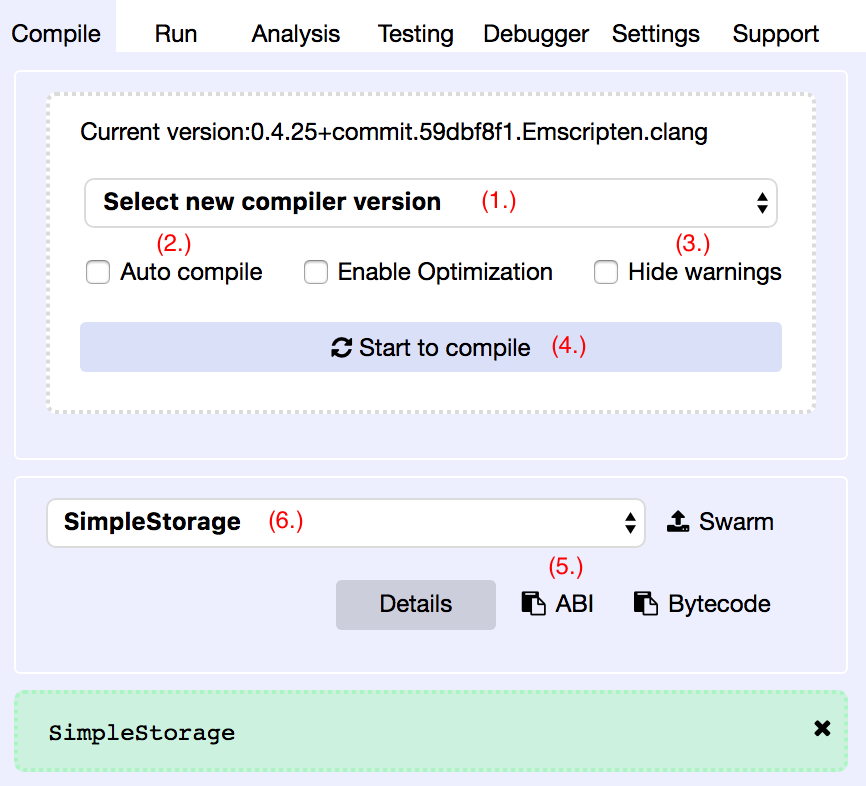 Compile Run Analysis Testing Debugger Settings Support
Current version:0.4.25+commit.59dbf8f1.Emscripten.clang
Select new compiler version (1.)
(2.) (3.)
Auto compile Enable Optimization Hide warnings
Start to compile (4.)
SimpleStorage (6.) Swarm
(5.)
Details ABI Bytecode
SimpleStorage